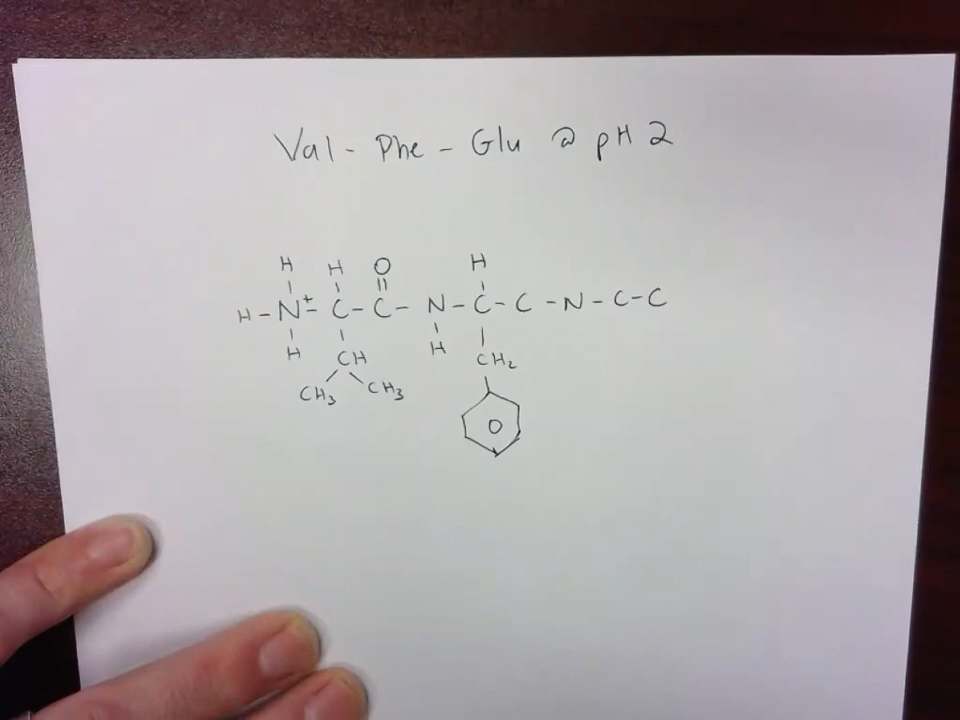 Val - Phe - Glu @ pH 2
H H O H
H - N+ - C - C - N - C - C - N - C - C
H CH H CH2
CH3 CH3